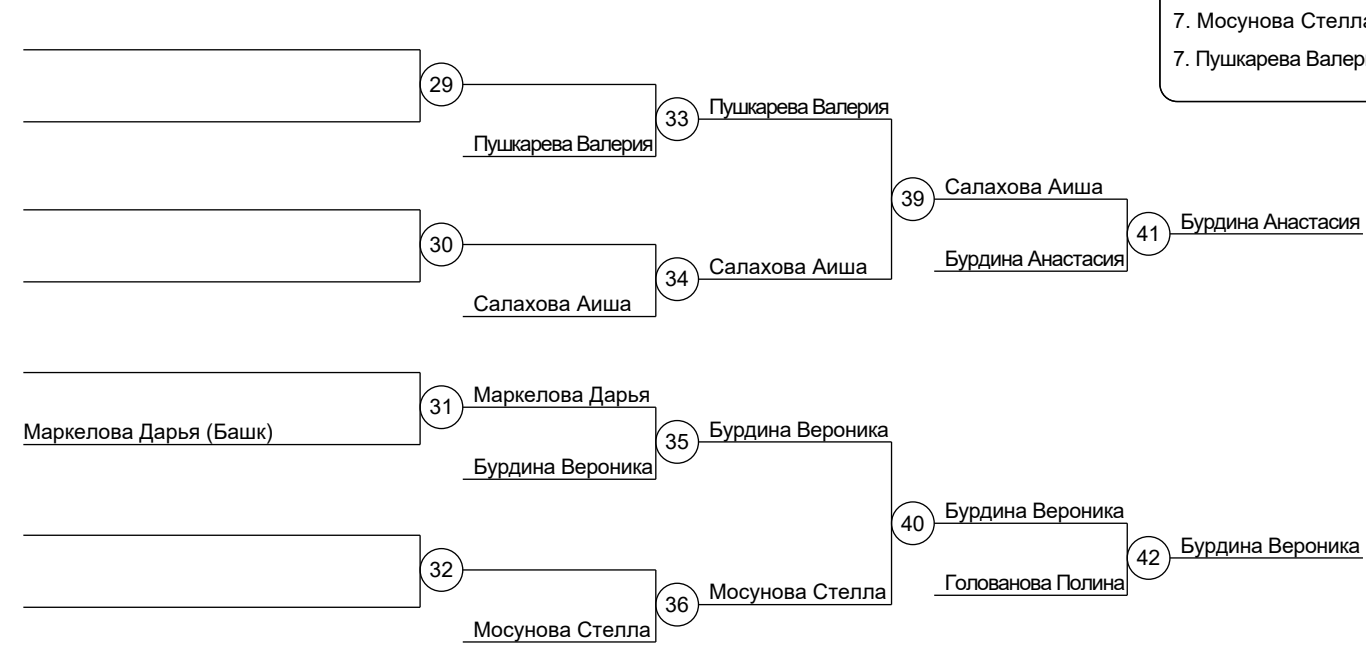 7. Мосунова Стелла
7. Пушкарева
29
33
Пушкарева Валерия
Пушкарева Валерия
39
Салахова Аиша
41
Бурдина Анастасия
30
34
Салахова Аиша
Бурдина Анастасия
Салахова Аиша
31
Маркелова Дарья
Маркелова Дарья (Башк)
35
Бурдина Вероника
Бурдина Вероника
40
Бурдина Вероника
42
Бурдина Вероника
32
36
Мосунова Стелла
Голованова Полина
Мосунова Стелла